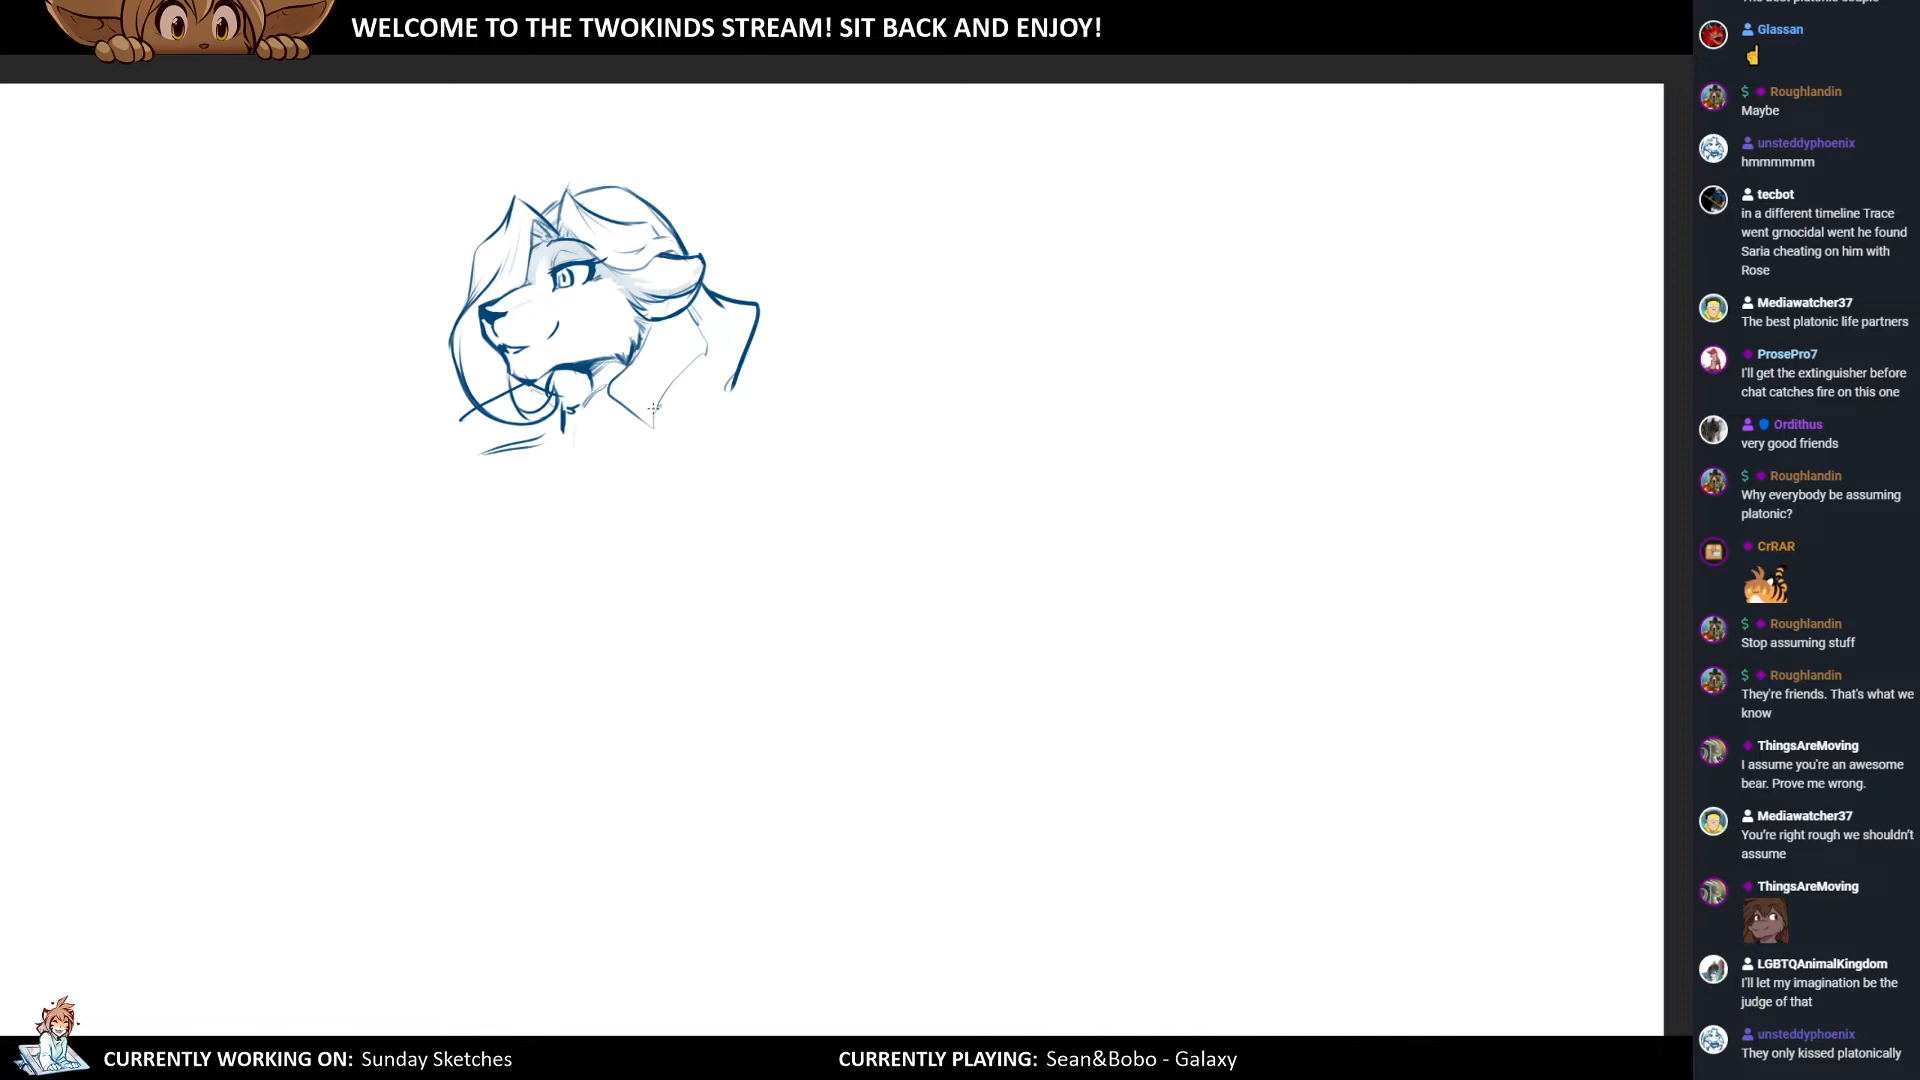 WELCOME TO THE TWOKINDS STREAM! SIT BACK AND ENJOY!
Glassan
$ Roughlandin
Maybe
unsteddyphoenix
hmmmmmm
tecbot
in a different timeline Trace
went grnocidal went he found
Saria cheating on him with
Rose
Mediawatcher37
The best platonic life partners
ProsePro7
I'll get the extinguisher before
chat catches fire on this one
Ordithus
very good friends
$ Roughlandin
Why everybody be assuming
platonic?
CrRAR
$ Roughlandin
Stop assuming stuff
$ Roughlandin
They're friends. That's what we
know
ThingsAreMoving
I assume you're an awesome
bear. Prove me wrong.
Mediawatcher37
You're right rough we shouldn't
assume
ThingsAreMoving
LGBTQAnimalKingdom
I'll let my imagination be the
judge of that
unsteddyphoenix
They only kissed platonically
CURRENTLY WORKING ON: Sunday Sketches
CURRENTLY PLAYING: Sean&Bobo - Galaxy